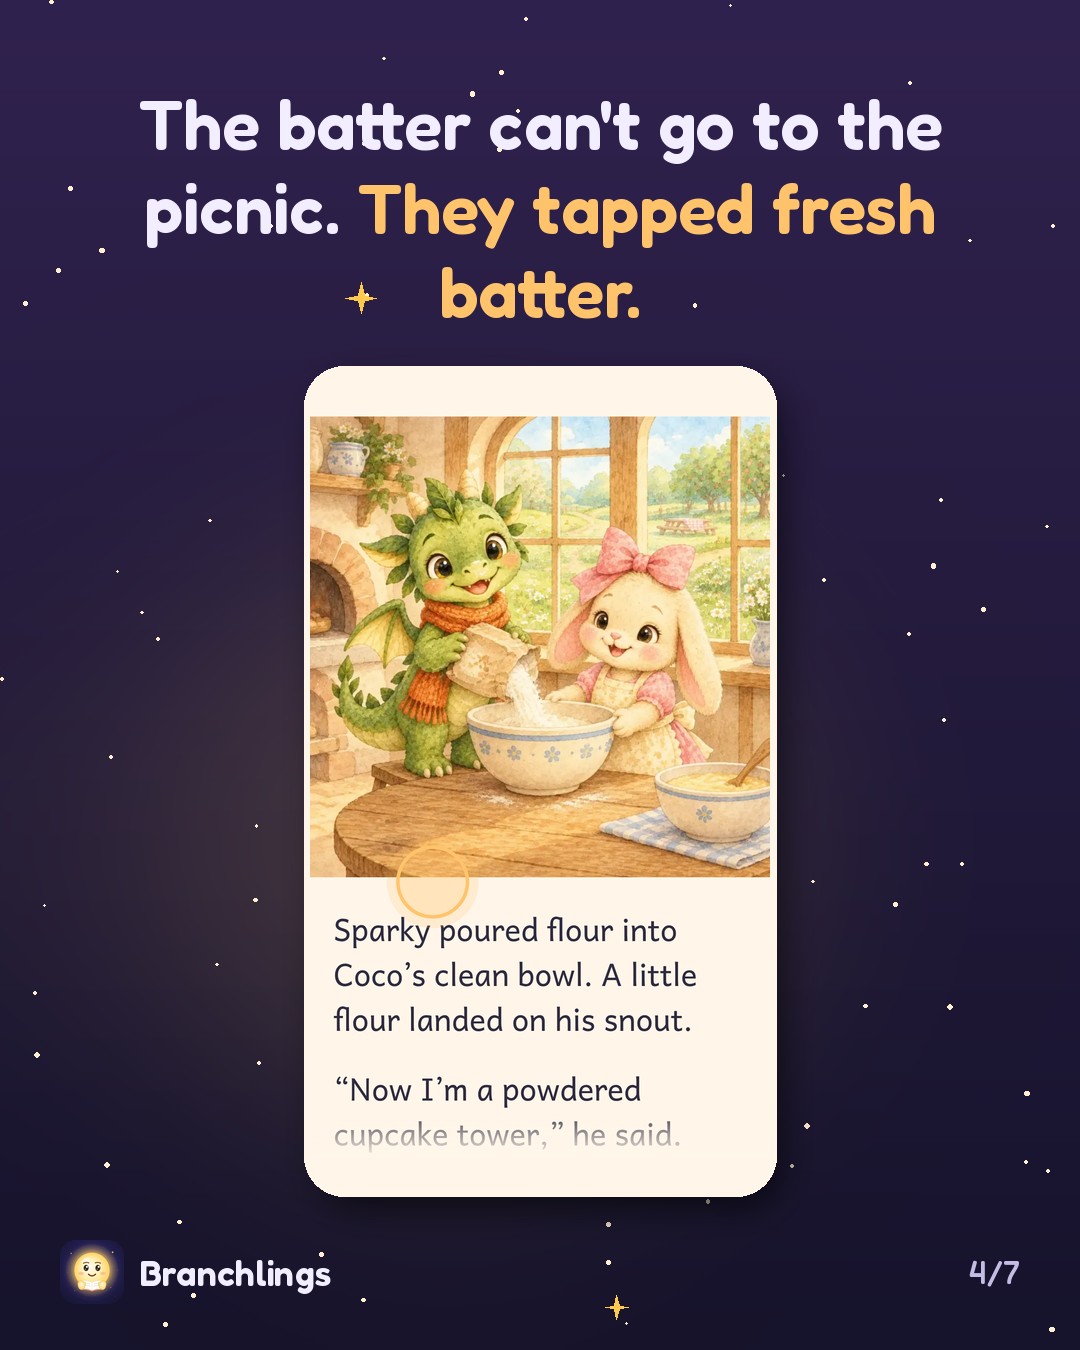 The batter can't go to the
picnic. They tapped fresh
batter.
Sparky poured flour into
Coco’s clean bowl. A little
flour landed on his snout.
“Now I’m a powdered
cupcake tower,” he said.
Branchlings
4/7